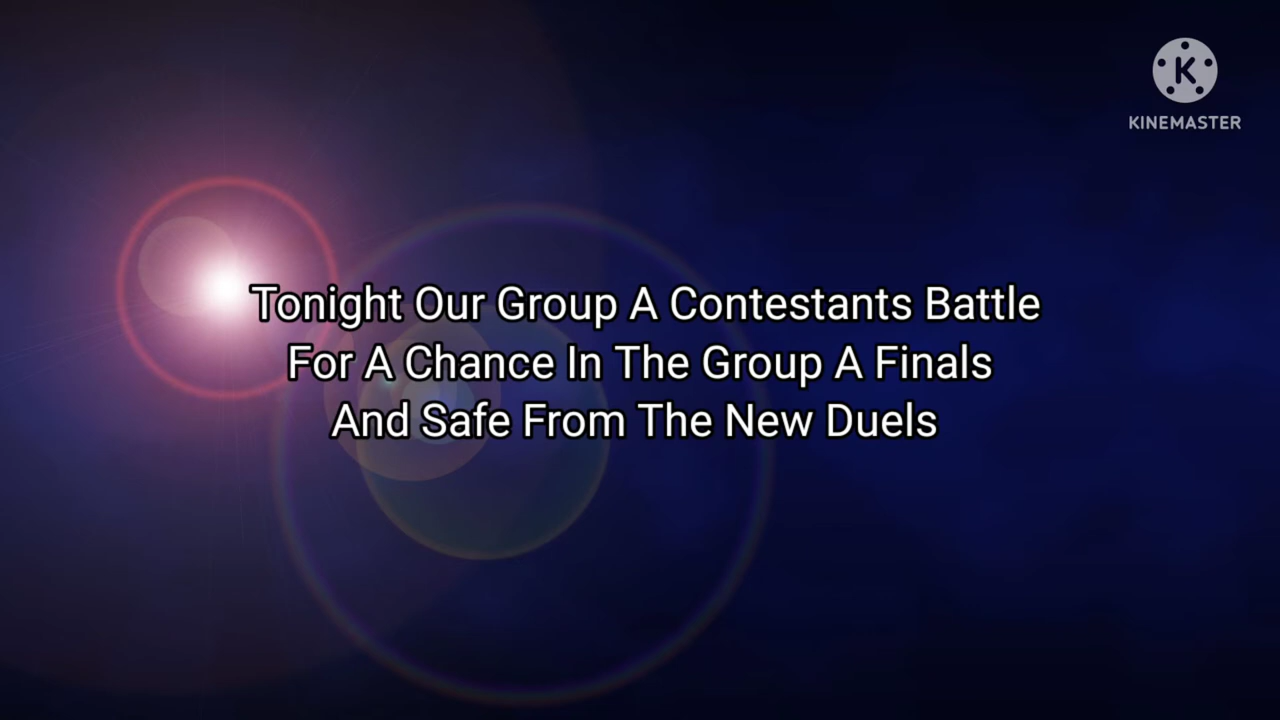 K
KINEMASTER
Tonight Our Group A Contestants Battle
For A Chance In The Group A Finals
And Safe From The New Duels